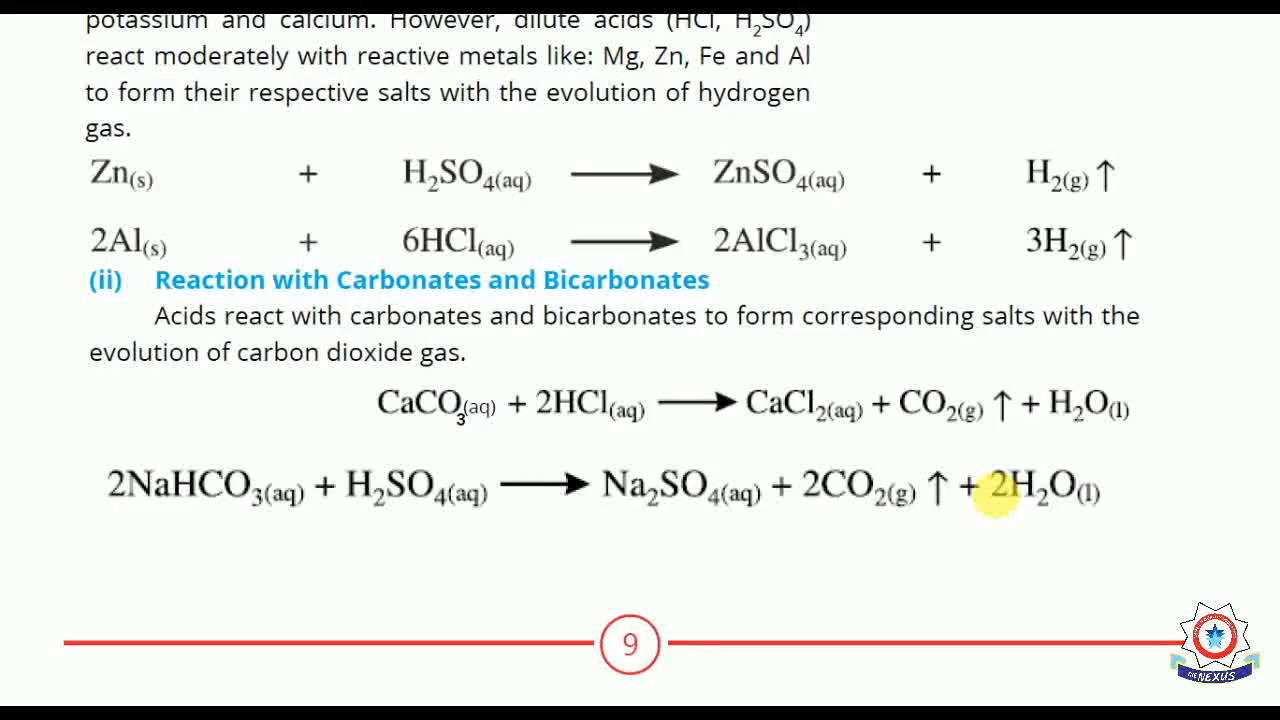 potassium and calcium. However, dilute acids (HCl, H₂SO₄)
react moderately with reactive metals like: Mg, Zn, Fe and Al
to form their respective salts with the evolution of hydrogen
gas.
Zn(s) + H₂SO₄(aq) ⟶ ZnSO₄(aq) + H₂(g) ↑
2Al(s) + 6HCl(aq) ⟶ 2AlCl₃(aq) + 3H₂(g) ↑
(ii) Reaction with Carbonates and Bicarbonates
Acids react with carbonates and bicarbonates to form corresponding salts with the
evolution of carbon dioxide gas.
CaCO₃(aq) + 2HCl(aq) ⟶ CaCl₂(aq) + CO₂(g) ↑ + H₂O(l)
2NaHCO₃(aq) + H₂SO₄(aq) ⟶ Na₂SO₄(aq) + 2CO₂(g) ↑ + 2H₂O(l)
9
THE NEXUS